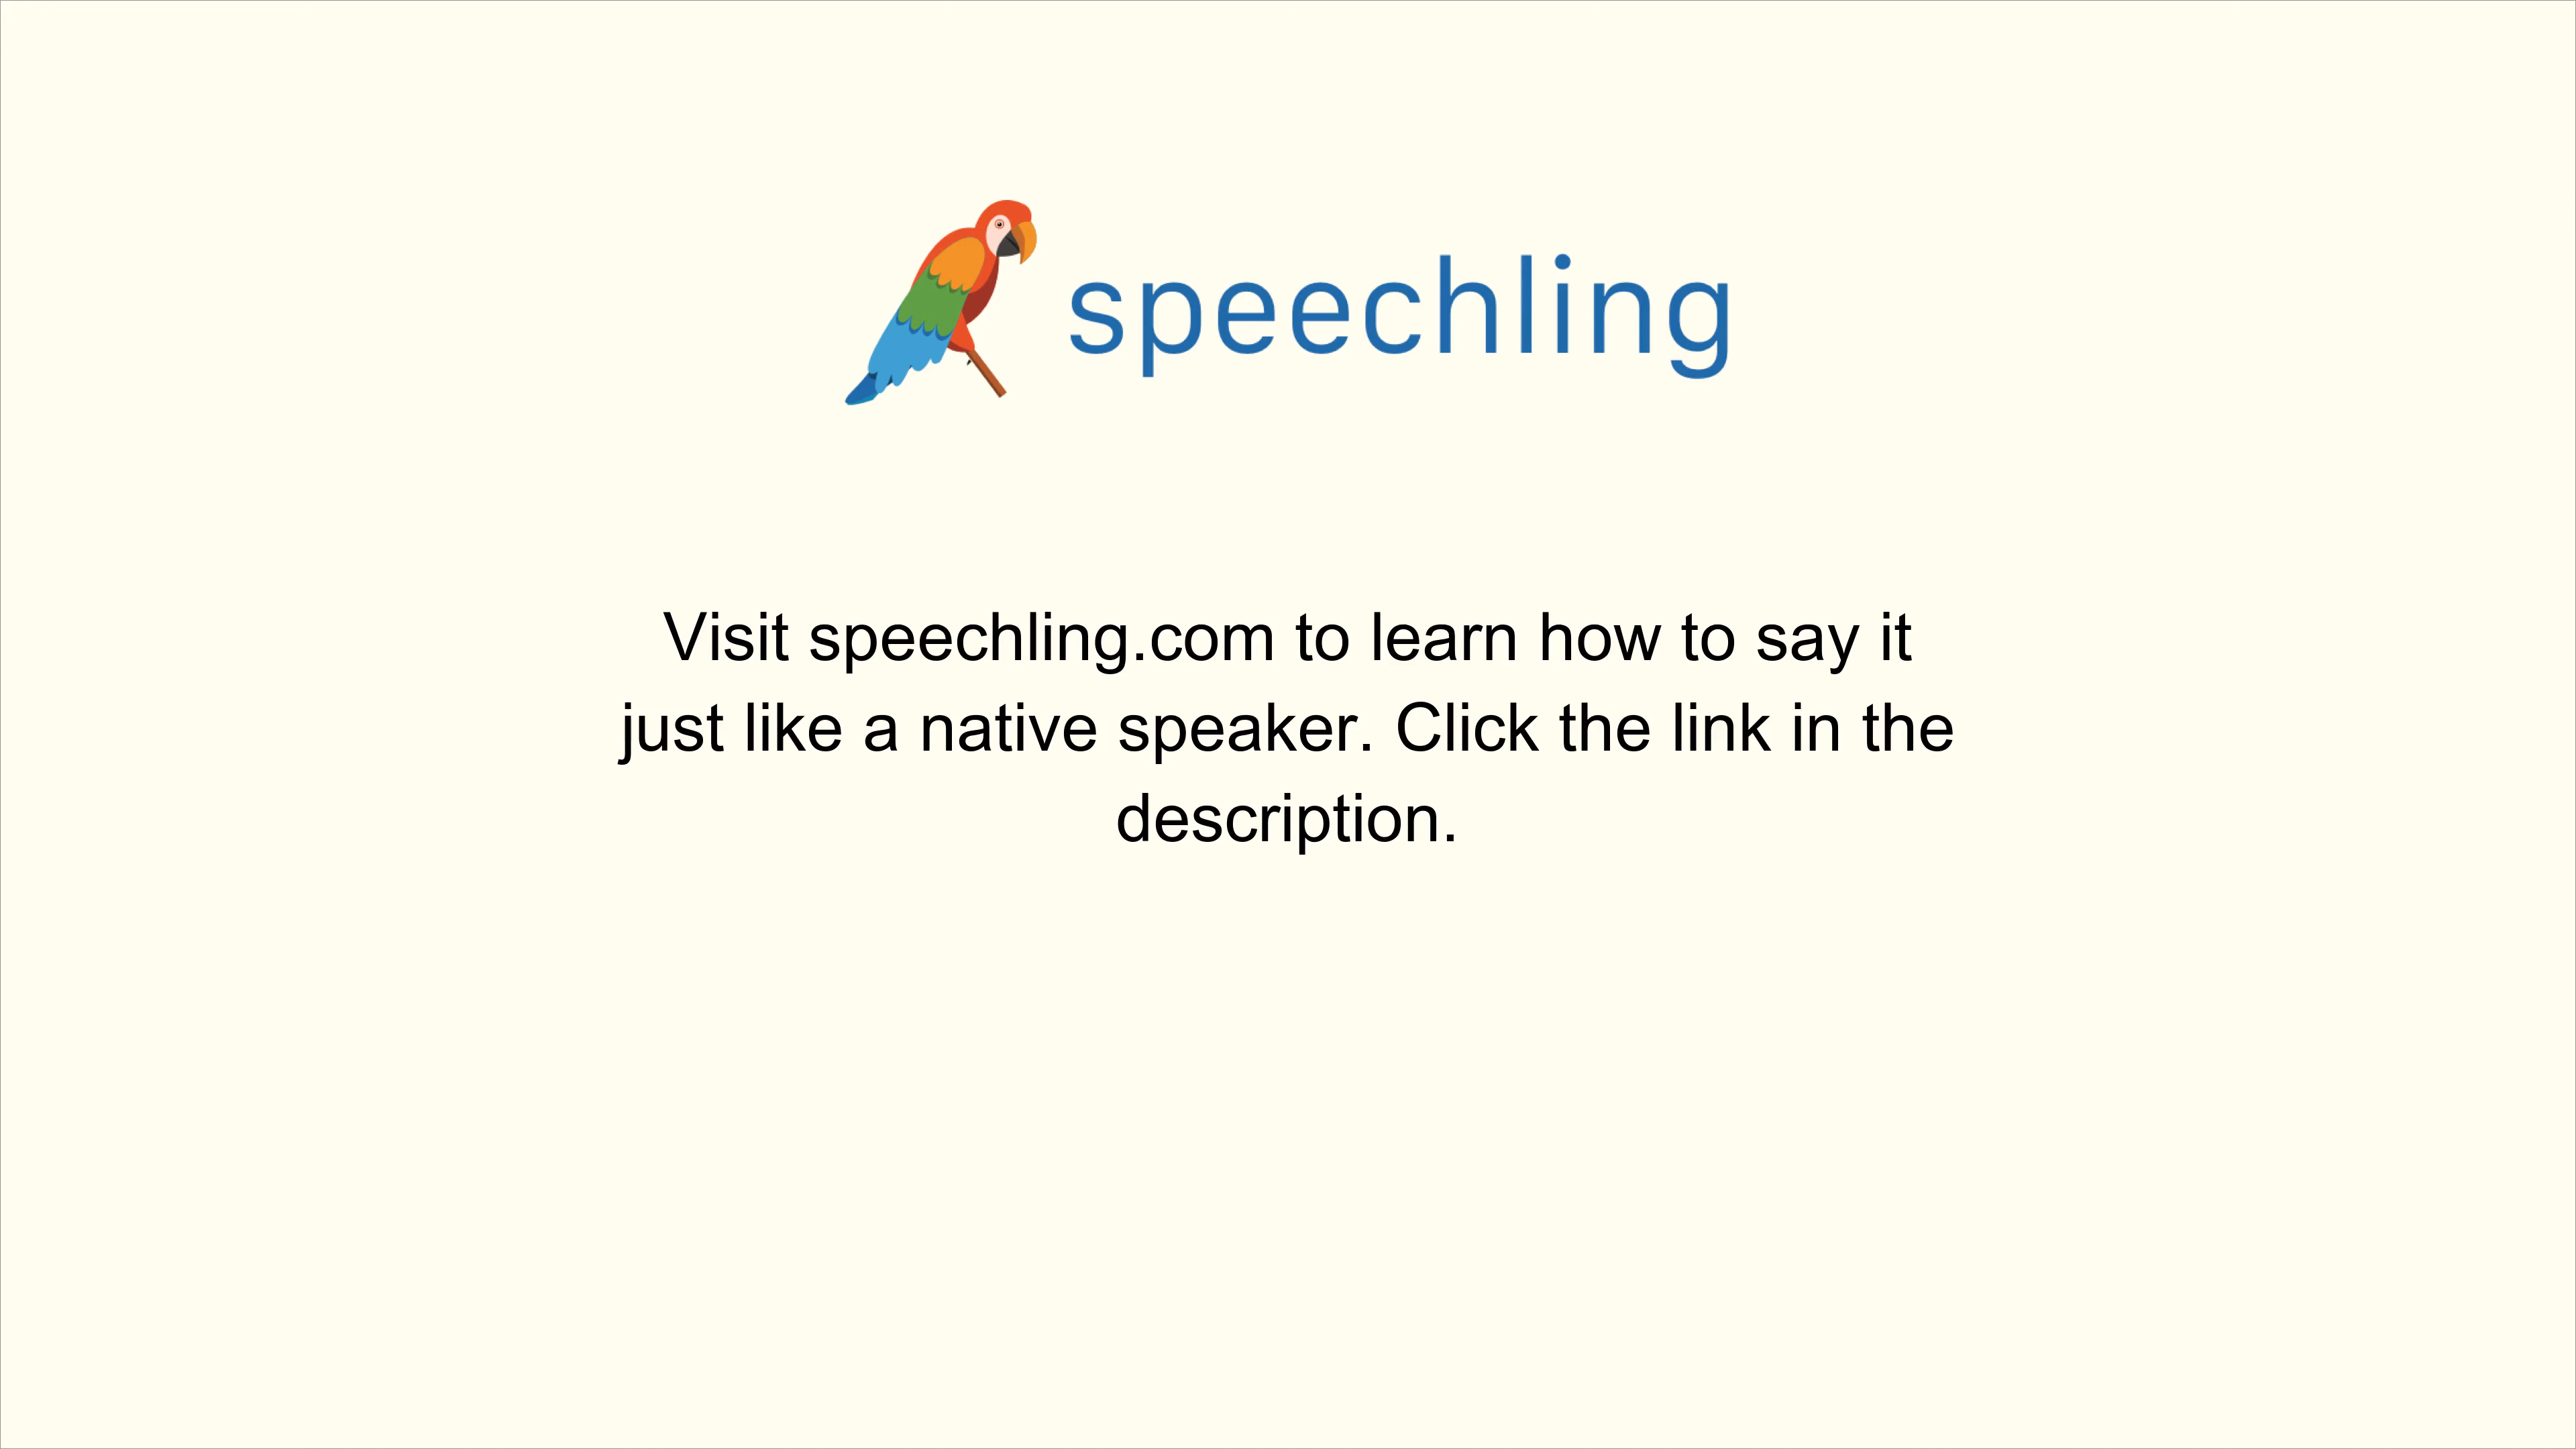 speechling
Visit speechling.com to learn how to say it
just like a native speaker. Click the link in the
description.